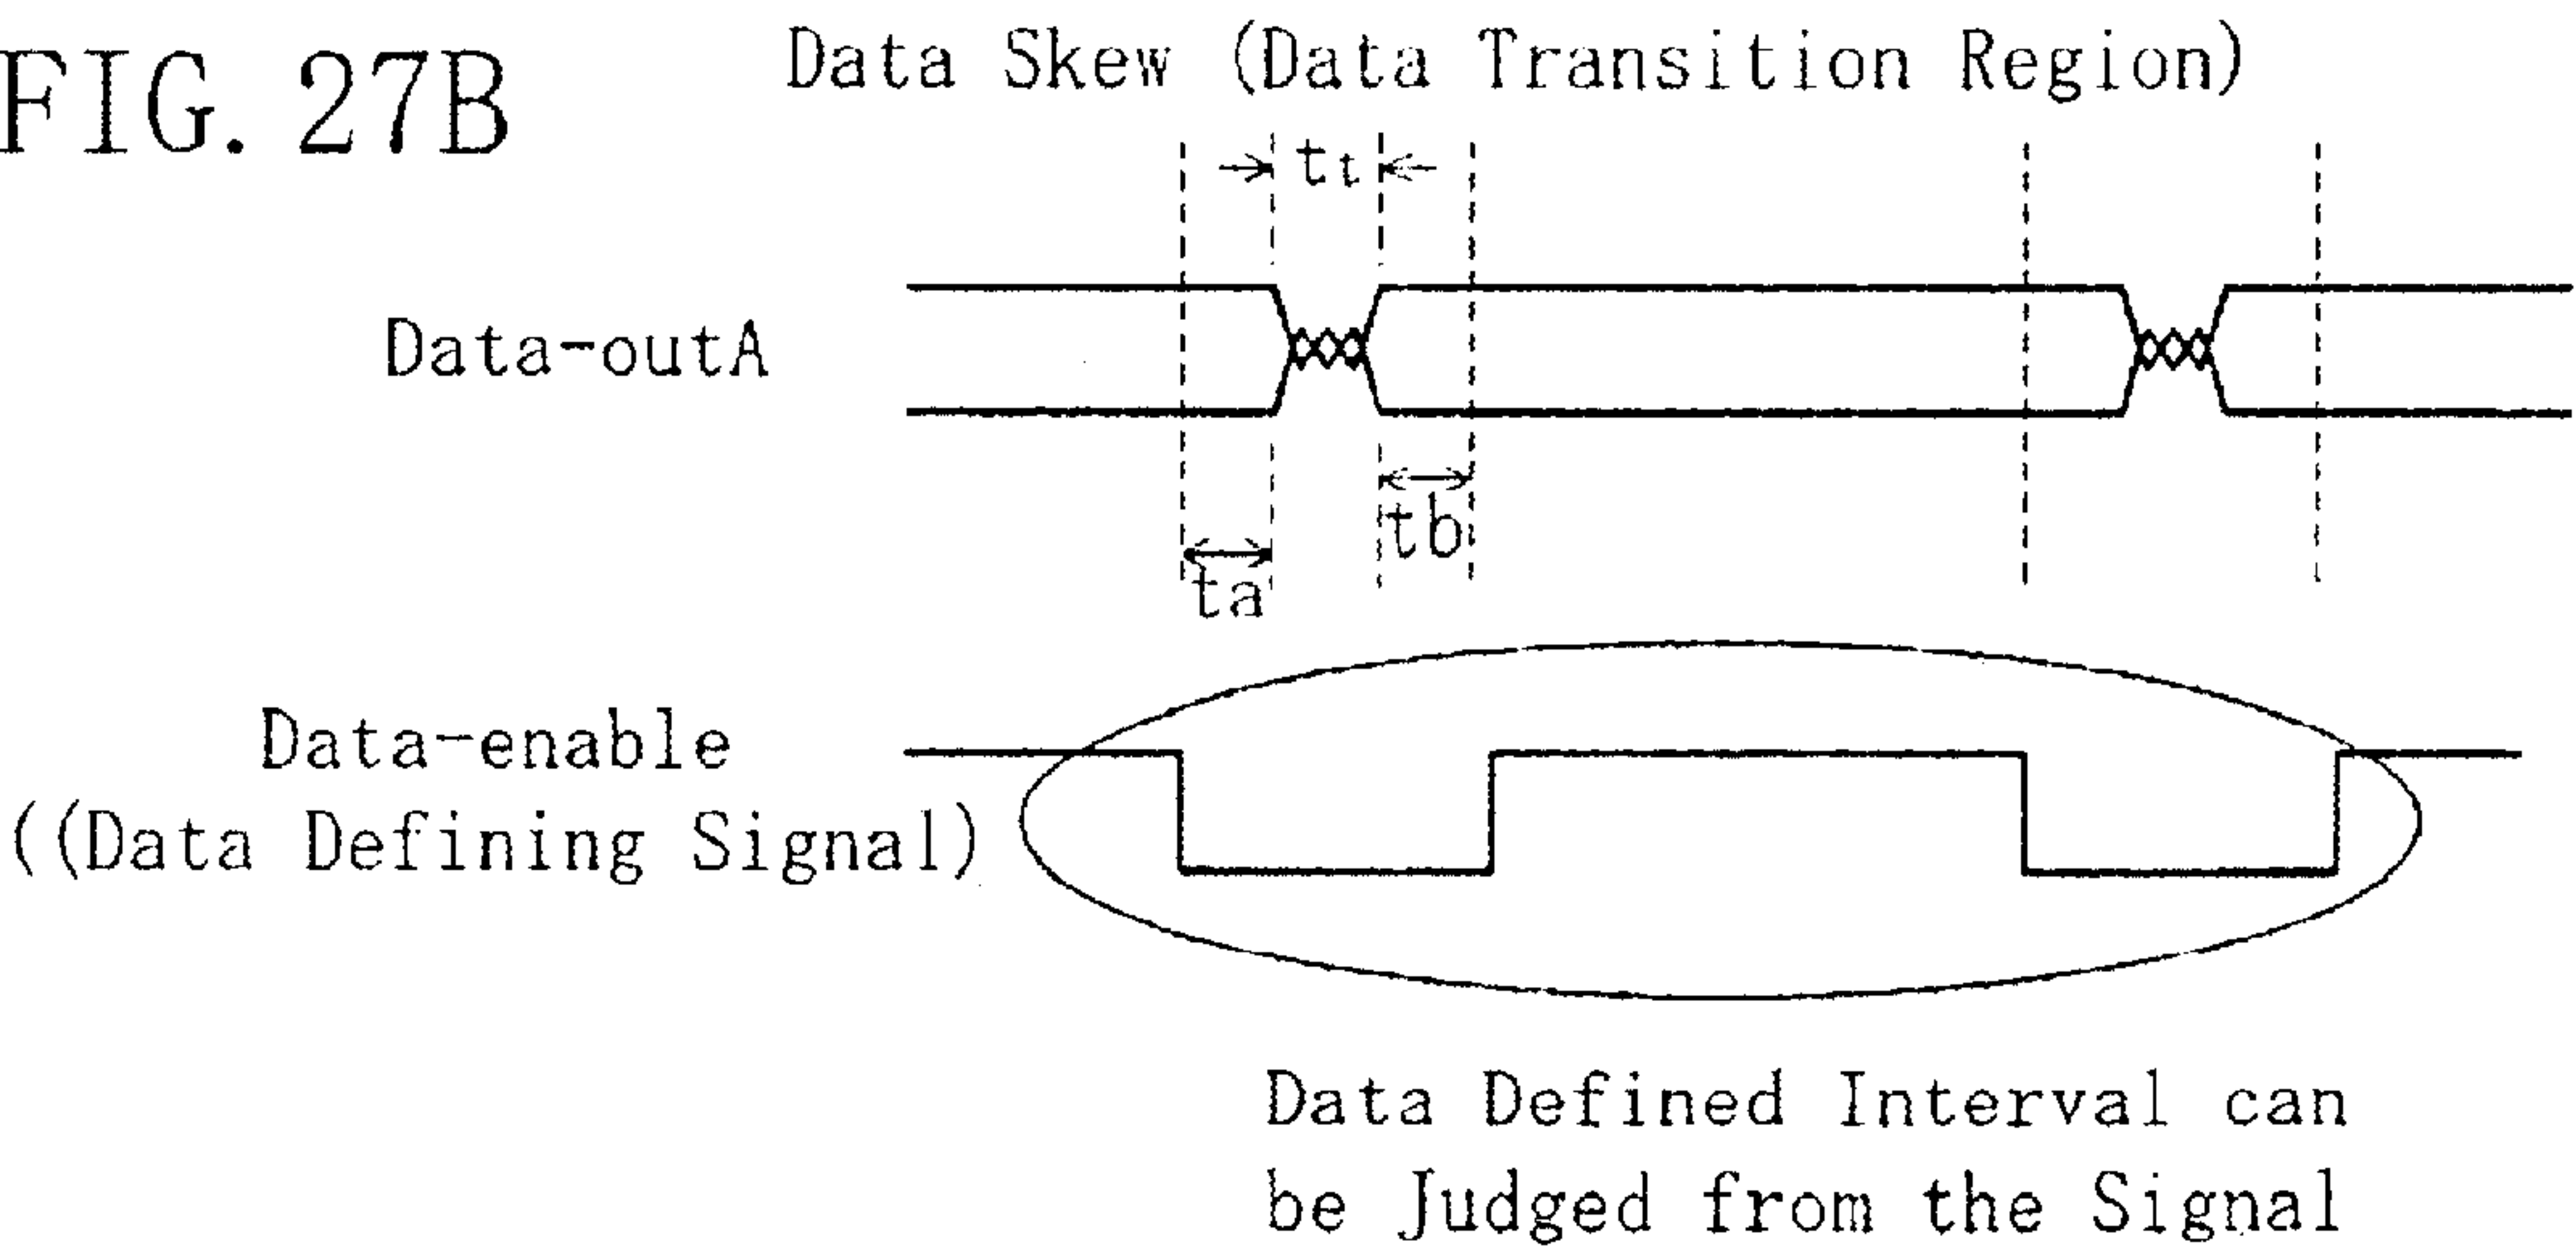 FIG. 27B
Data Skew (Data Transition Region)
tt
Data-outA
tb
ta
Data-enable
((Data Defining Signal)
Data Defined Interval can
be Judged from the Signal